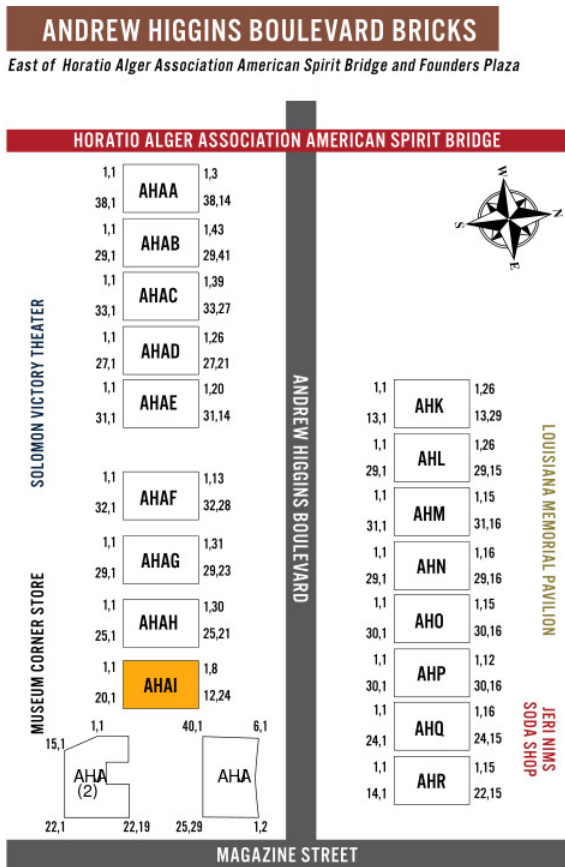 ANDREW HIGGINS BOULEVARD BRICKS
East of Horatio Alger Association American Spirit Bridge and Founders Plaza
HORATIO ALGER ASSOCIATION AMERICAN SPIRIT BRIDGE
W
N
S
E
1,1 1,3
AHAA
38,1 38,14
1,1 1,43
AHAB
29,1 29,41
1,1 1,39
AHAC
33,1 33,27
1,1 1,26
AHAD
27,1 27,21
1,1 1,20
AHAE
31,1 31,14
1,1 1,13
AHAF
32,1 32,28
1,1 1,31
AHAG
29,1 29,23
1,1 1,30
AHAH
25,1 25,21
1,1 1,8
AHAI
20,1 12,24
1,1
15,1
AHA
(2)
22,1 22,19
40,1 6,1
AHA
25,29 1,2
SOLOMON VICTORY THEATER
MUSEUM CORNER STORE
ANDREW HIGGINS BOULEVARD
1,1 1,26
AHK
13,1 13,29
1,1 1,26
AHL
29,1 29,15
1,1 1,15
AHM
31,1 31,16
1,1 1,16
AHN
29,1 29,16
1,1 1,15
AHO
30,1 30,16
1,1 1,12
AHP
30,1 30,16
1,1 1,16
AHQ
24,1 24,15
1,1 1,15
AHR
14,1 22,15
LOUISIANA MEMORIAL PAVILION
JERI NIMS
SODA SHOP
MAGAZINE STREET